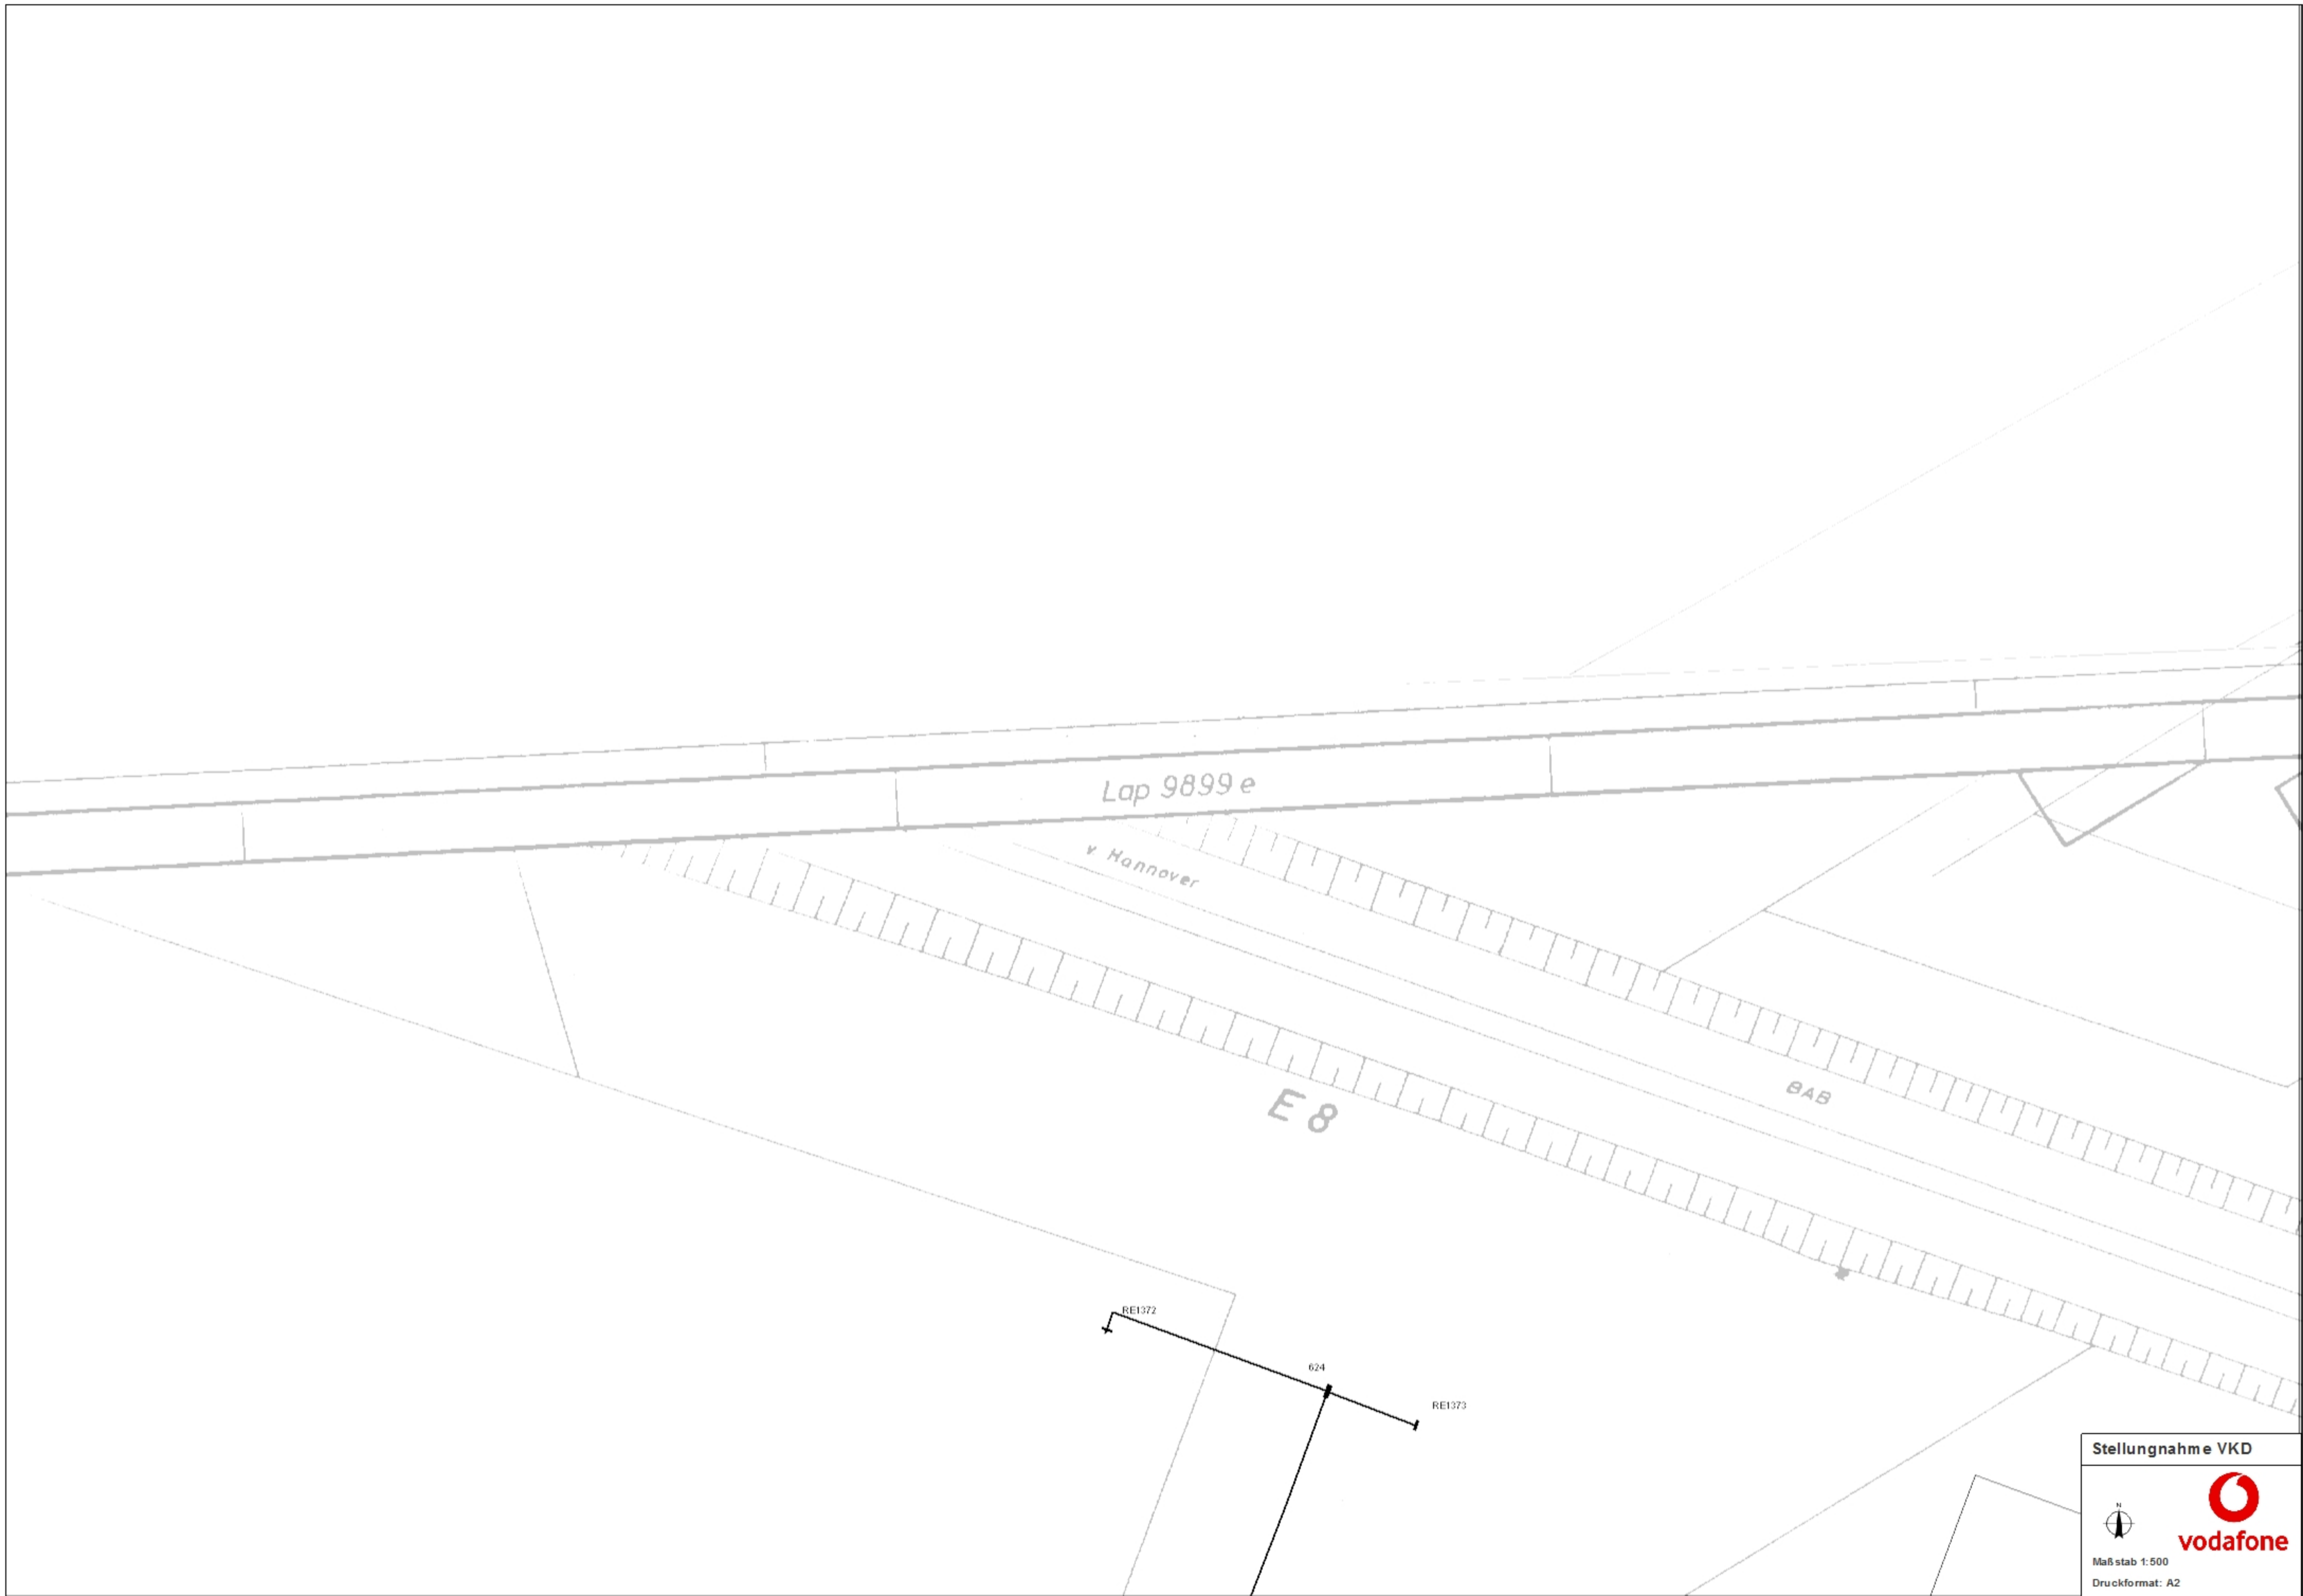 Lap 9899 e
v Hannover
BAB
E 8
RE1372
624
RE1373
Stellungnahme VKD
N
vodafone
Maßstab 1:500
Druckformat: A2